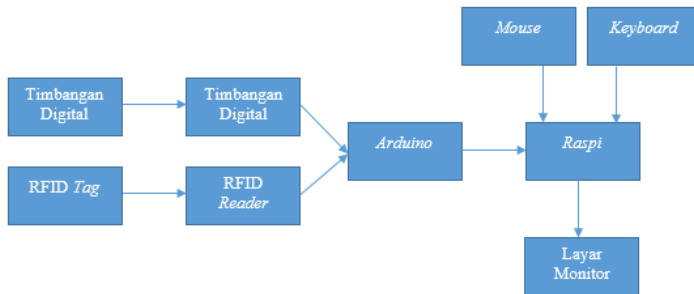 Mouse
Keyboard
Timbangan
Digital
Timbangan
Digital
Arduino
Raspi
RFID Tag
RFID
Reader
Layar
Monitor